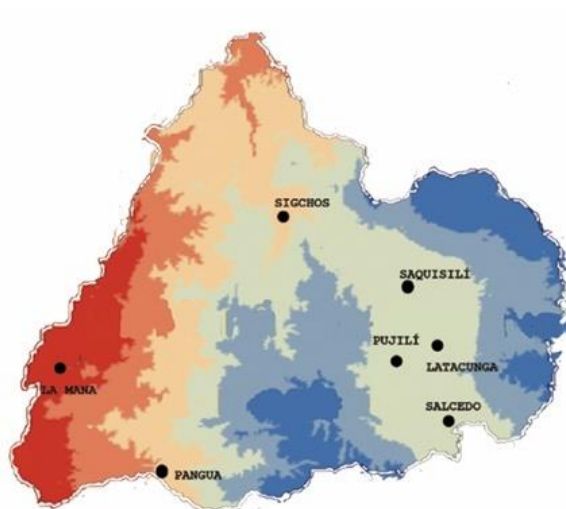 SIGCHOS
SAQUISILÍ
PUJILÍ
LATACUNGA
LA MANA
SALCEDO
PANGUA